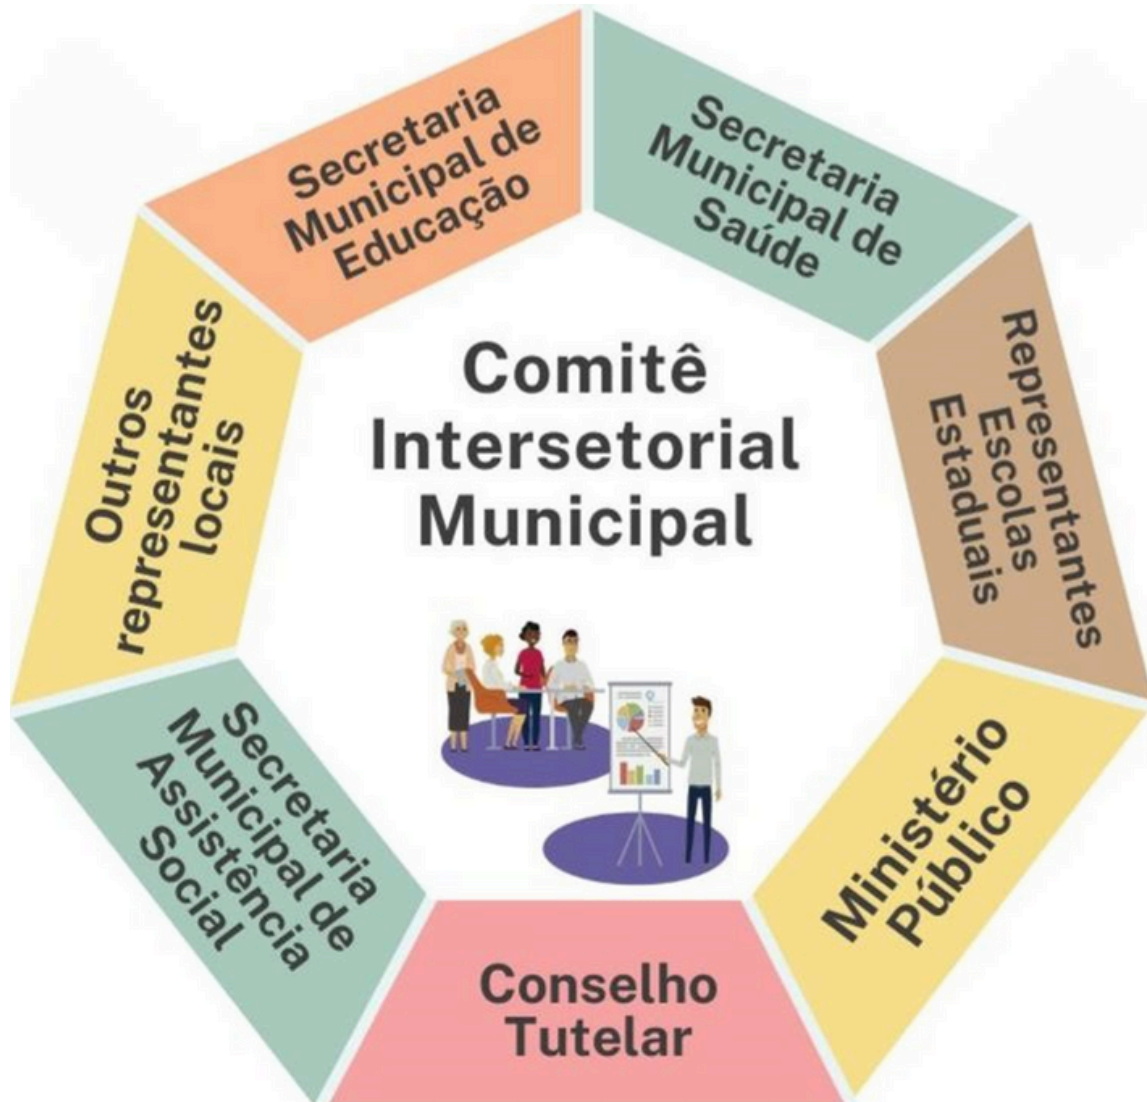 Secretaria
Municipal de
Educação
Secretaria
Municipal de
Saúde
Representantes
Escolas
Estaduais
Ministério
Público
Conselho
Tutelar
Secretaria
Municipal de
Assistência
Social
Outros
representantes
locais
Comitê
Intersetorial
Municipal